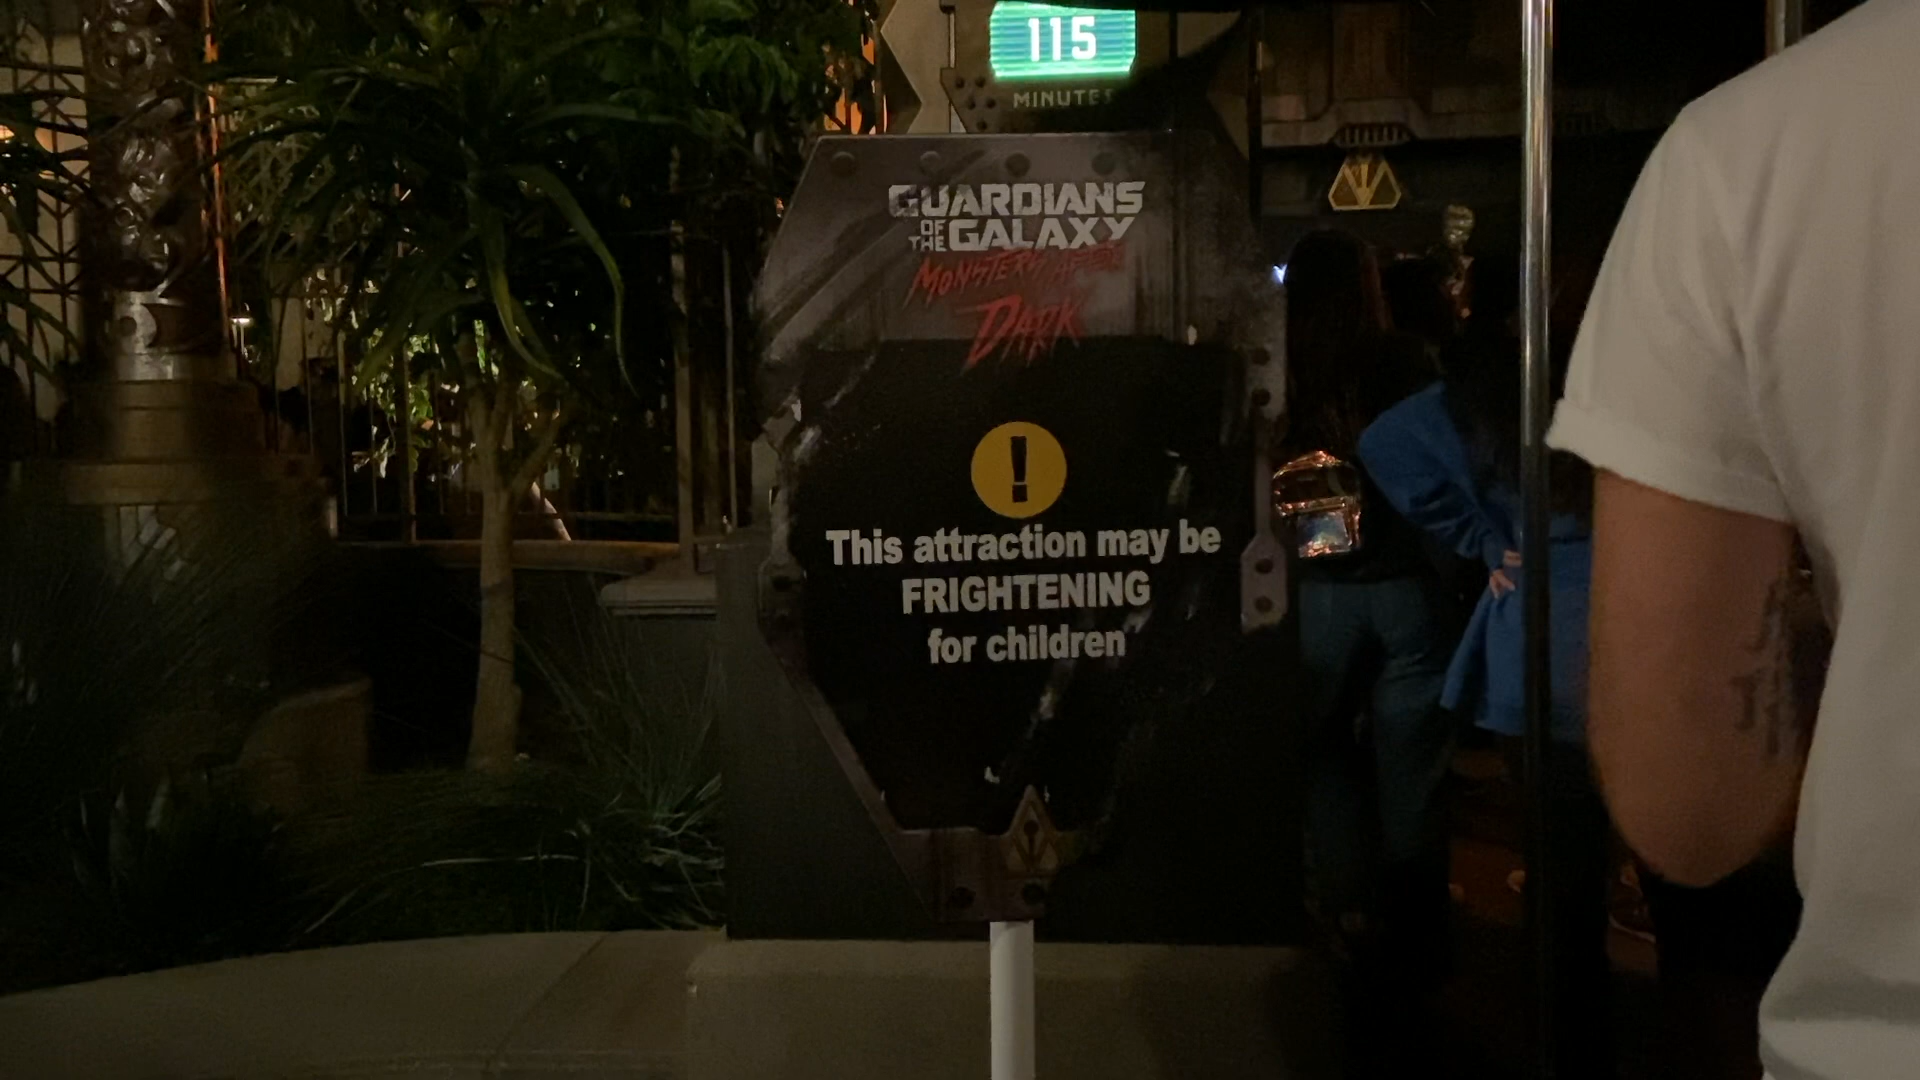 115
MINUTES
GUARDIANS
OF
THE GALAXY
MONSTERS AFTER
DARK
!
This attraction may be
FRIGHTENING
for children